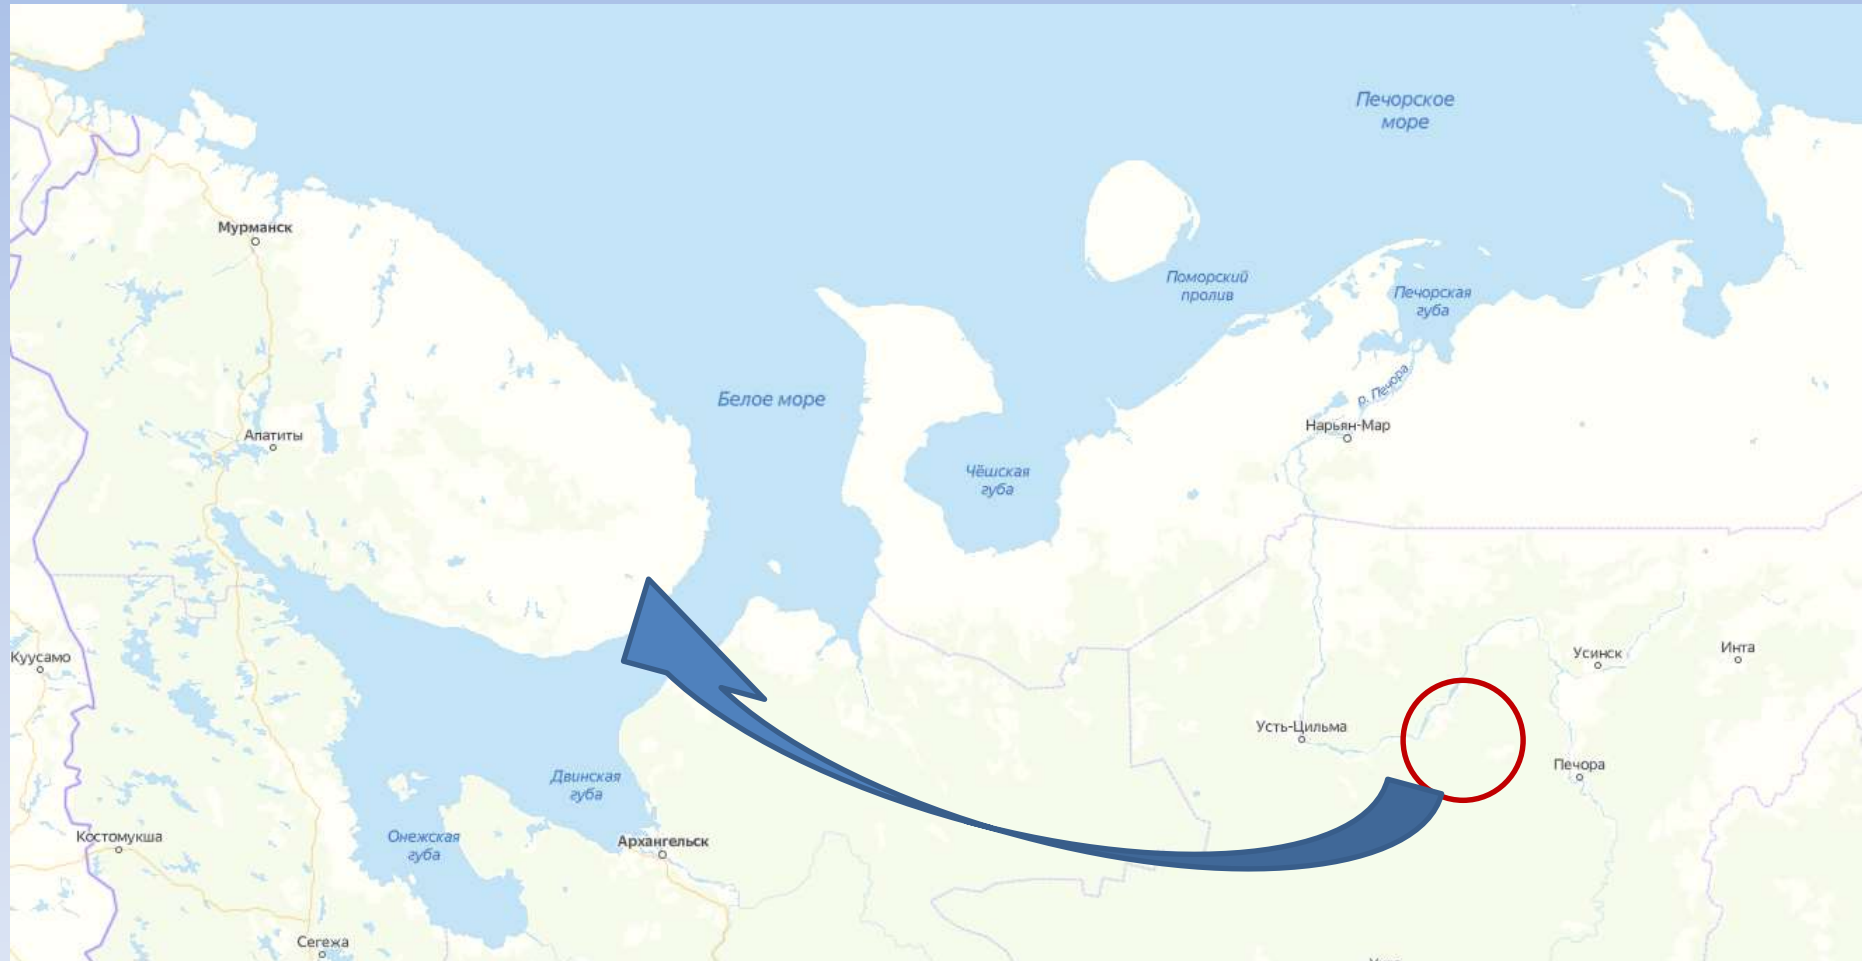 Печорское
море
Мурманск
Поморский
пролив
Печорская
губа
р. Печора
Белое море
Нарьян-Мар
Апатиты
Чёшская
губа
Куусамо
Усинск
Инта
Усть-Цильма
Печора
Двинская
губа
Костомукша
Онежская
губа
Архангельск
Сегежа